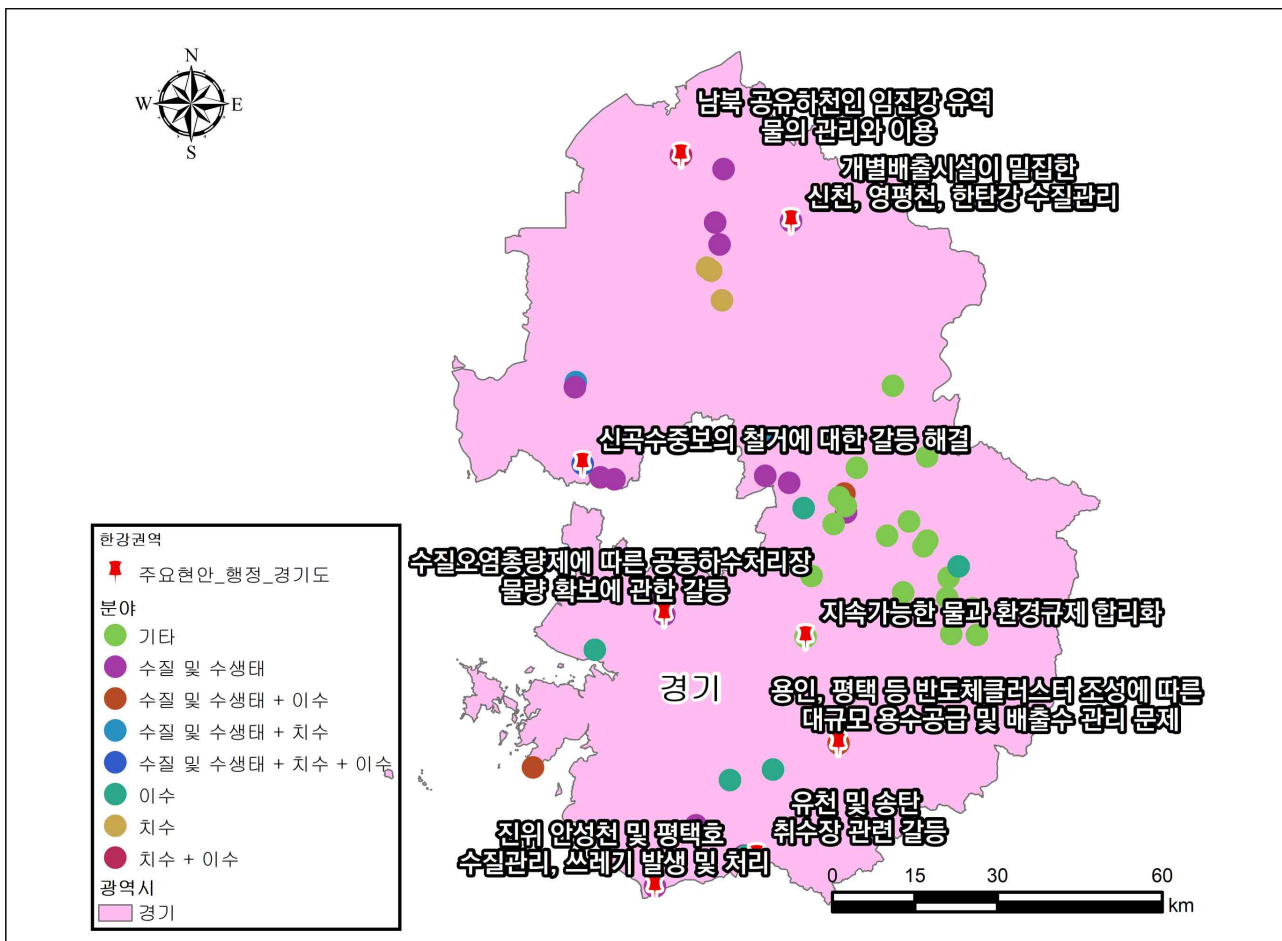 N
W
E
S
남북 공유하천인 임진강 유역
물의 관리와 이용
개별배출시설이 밀집한
신천, 영평천, 한탄강 수질관리
신곡수중보의 철거에 대한 갈등 해결
수질오염총량제에 따른 공동하수처리장
물량 확보에 관한 갈등
지속가능한 물과 환경규제 합리화
경기
용인, 평택 등 반도체클러스터 조성에 따른
대규모 용수공급 및 배출수 관리 문제
유천 및 송탄
취수장 관련 갈등
진위 안성천 및 평택호
수질관리, 쓰레기 발생 및 처리
한강권역
주요현안_행정_경기도
분야
기타
수질 및 수생태
수질 및 수생태 + 이수
수질 및 수생태 + 치수
수질 및 수생태 + 치수 + 이수
이수
치수
치수 + 이수
광역시
경기
0 15 30 60
km